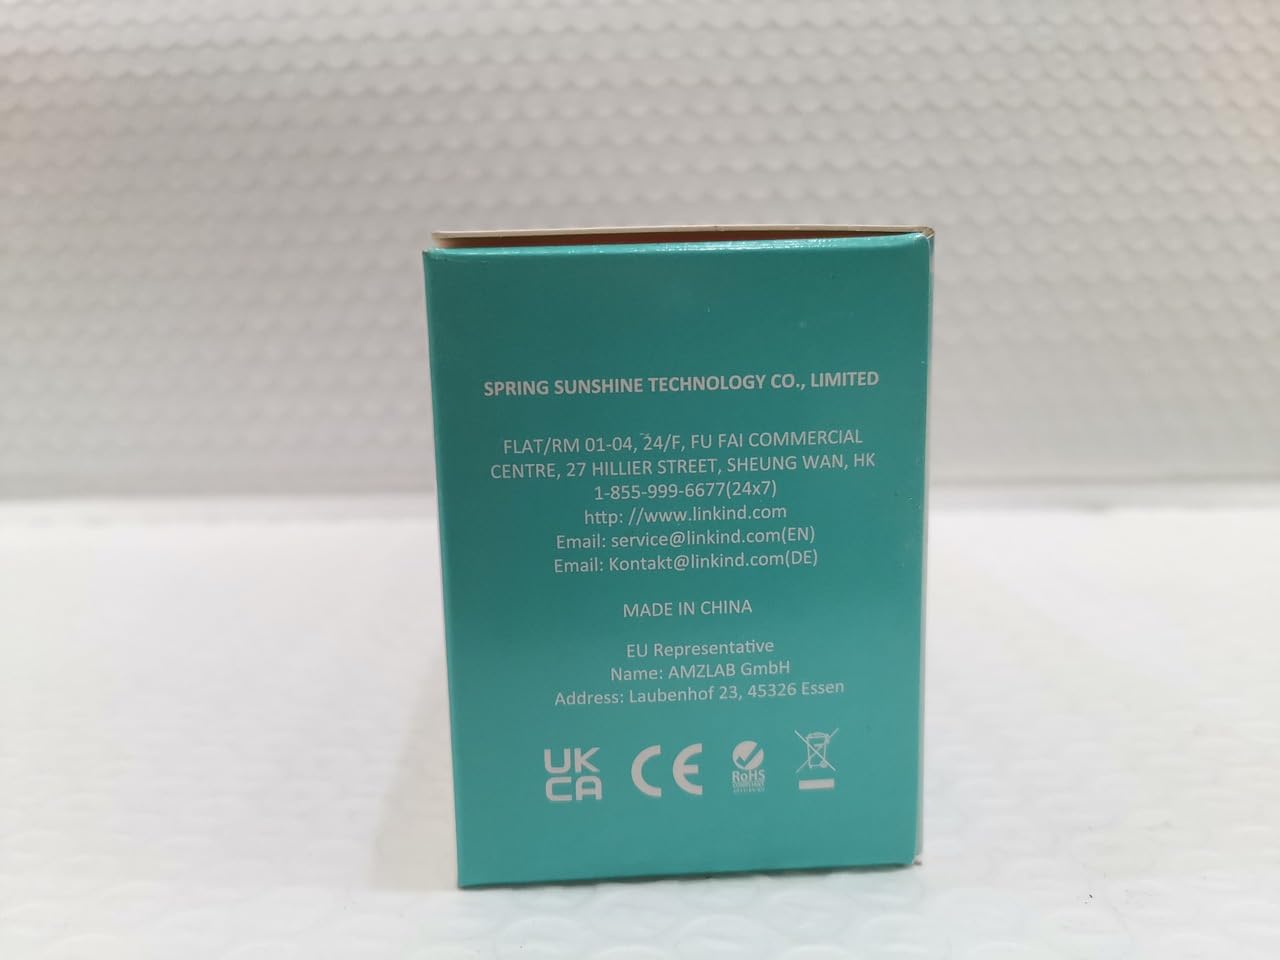 SPRING SUNSHINE TECHNOLOGY CO., LIMITED
FLAT/RM 01-04, 24/F, FU FAI COMMERCIAL
CENTRE, 27 HILLIER STREET, SHEUNG WAN, HK
1-855-999-6677(24x7)
http: //www.linkind.com
Email: service@linkind.com(EN)
Email: Kontakt@linkind.com(DE)
MADE IN CHINA
EU Representative
Name: AMZLAB GmbH
Address: Laubenhof 23, 45326 Essen
UK
CA
CE
RoHS
COMPLIANT